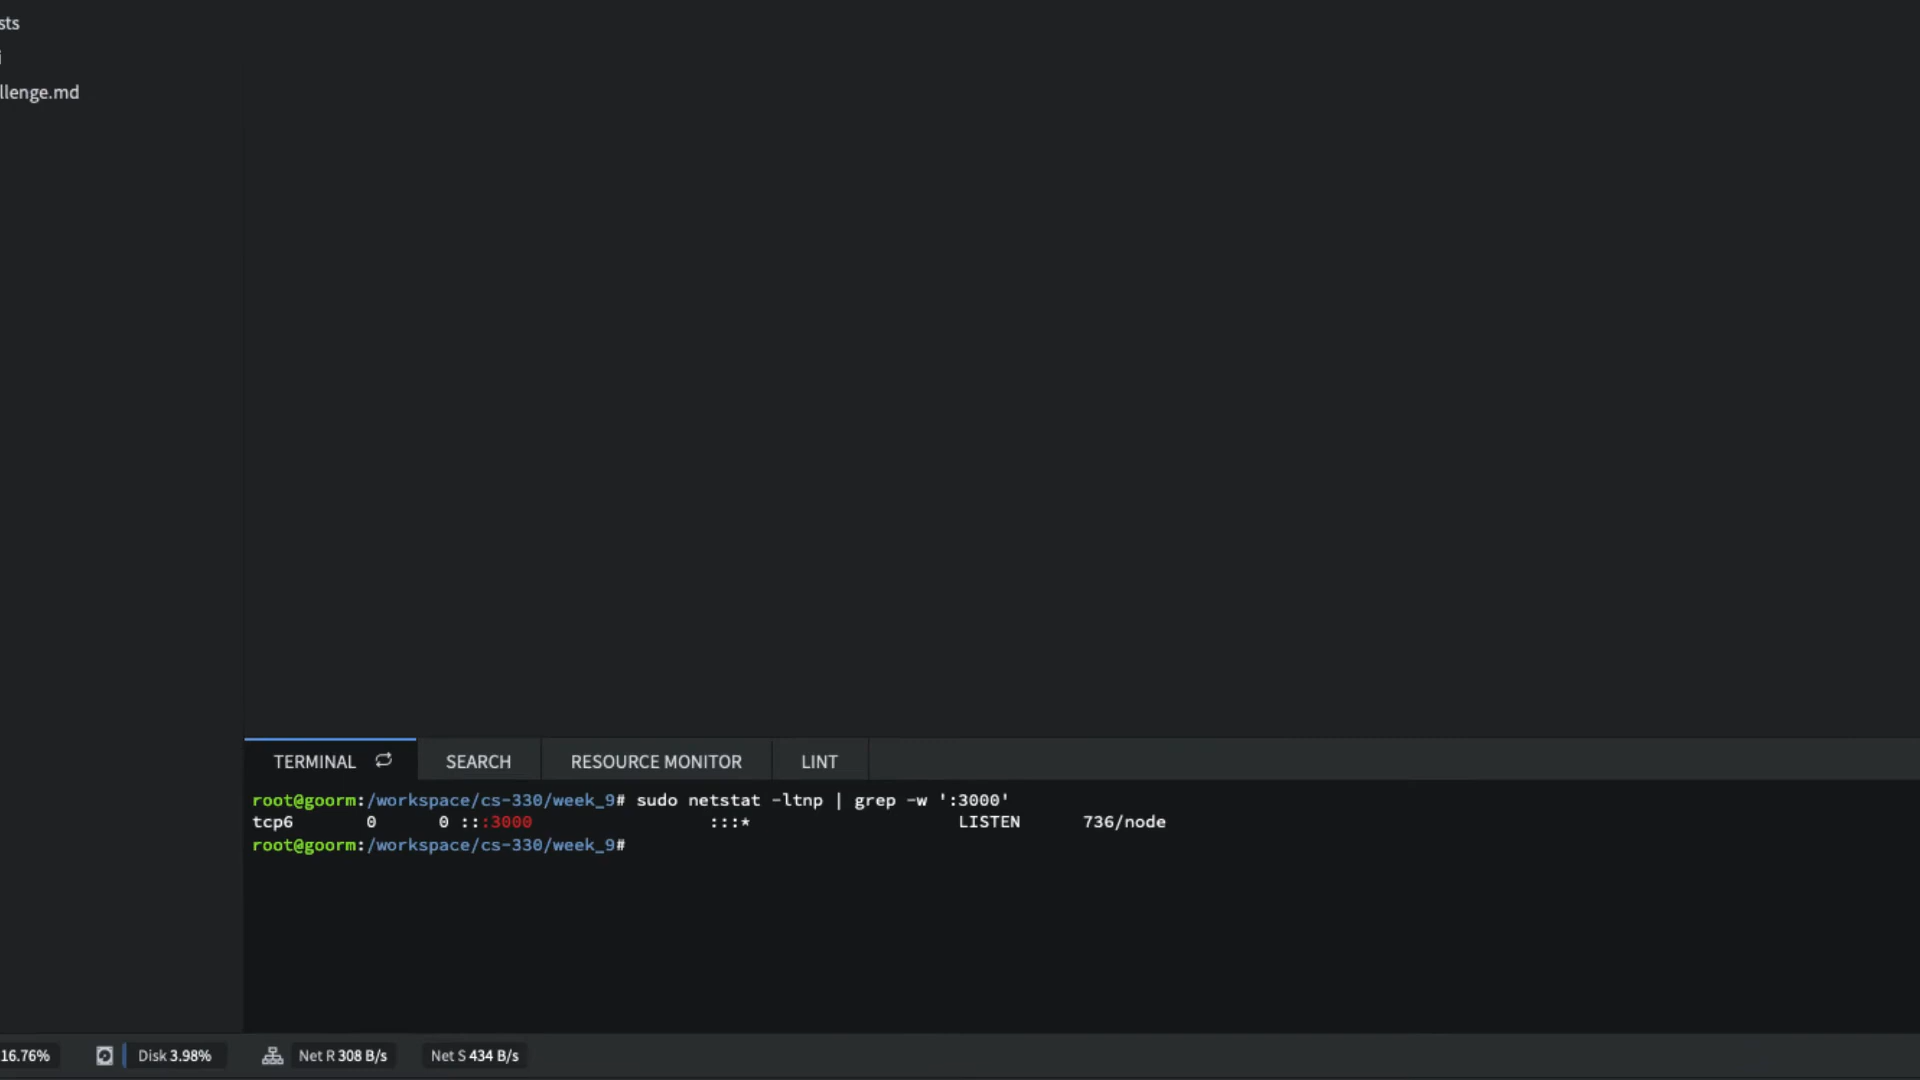 sts
i
llenge.md
TERMINAL SEARCH RESOURCE MONITOR LINT
root@goorm:/workspace/cs-330/week_9# sudo netstat -ltnp | grep -w ':3000'
tcp6       0      0 :::3000                 :::*                    LISTEN      736/node
root@goorm:/workspace/cs-330/week_9#
16.76% Disk 3.98% Net R 308 B/s Net S 434 B/s